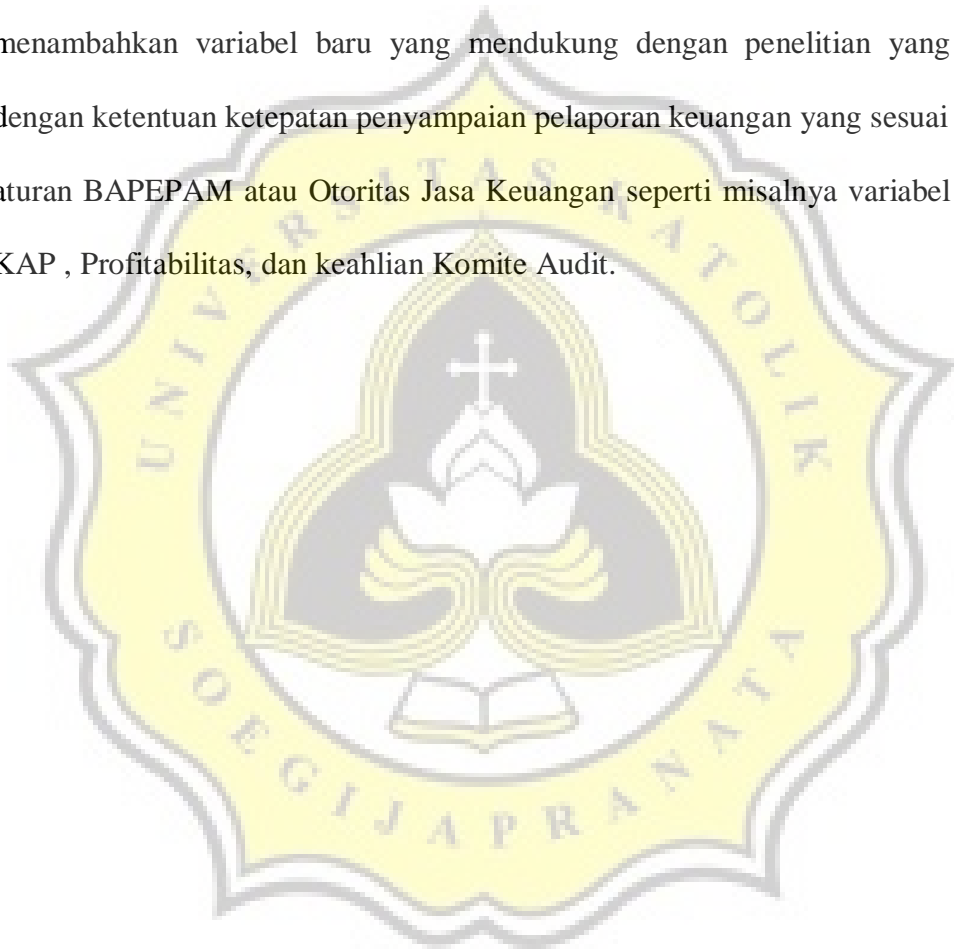 menambahkan variabel baru yang mendukung dengan penelitian yang
dengan ketentuan ketepatan penyampaian pelaporan keuangan yang sesuai
aturan BAPEPAM atau Otoritas Jasa Keuangan seperti misalnya variabel
KAP , Profitabilitas, dan keahlian Komite Audit.
UNIVERSITAS KATOLIK
SOEGIJAPRANATA